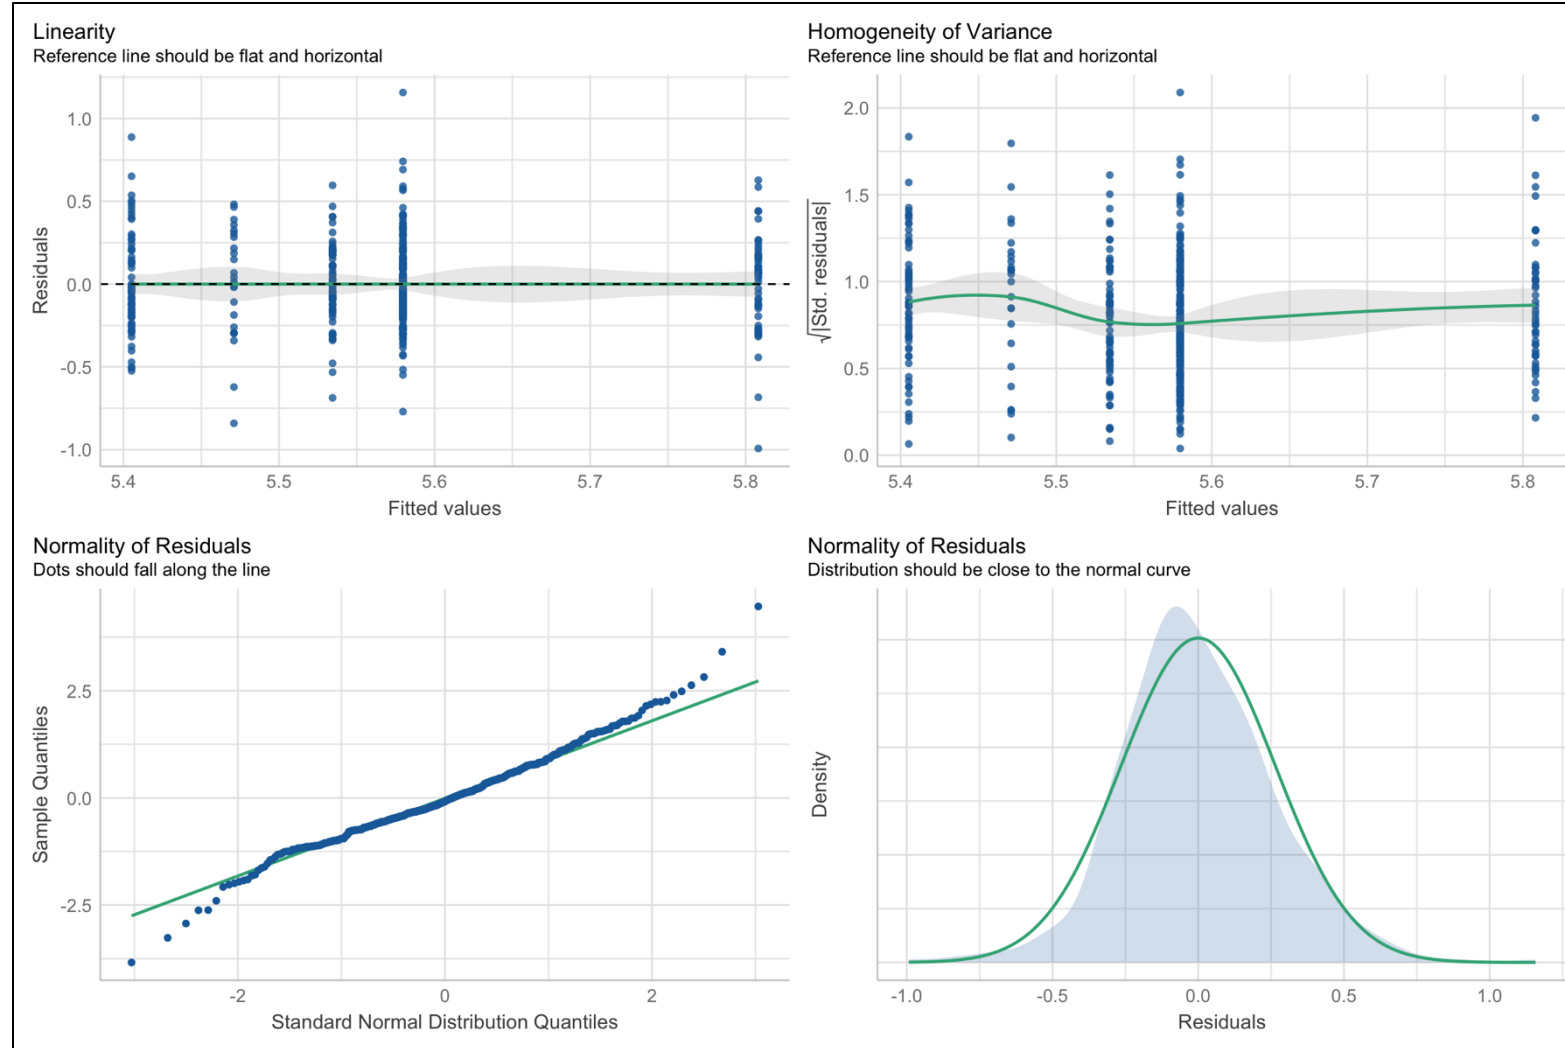 Linearity
Reference line should be flat and horizontal
1.0
0.5
0.0
-0.5
-1.0
Residuals
5.4 5.5 5.6 5.7 5.8
Fitted values
Homogeneity of Variance
Reference line should be flat and horizontal
2.0
1.5
1.0
0.5
0.0
√|Std. residuals|
5.4 5.5 5.6 5.7 5.8
Fitted values
Normality of Residuals
Dots should fall along the line
2.5
0.0
-2.5
Sample Quantiles
-2 0 2
Standard Normal Distribution Quantiles
Normality of Residuals
Distribution should be close to the normal curve
Density
-1.0 -0.5 0.0 0.5 1.0
Residuals